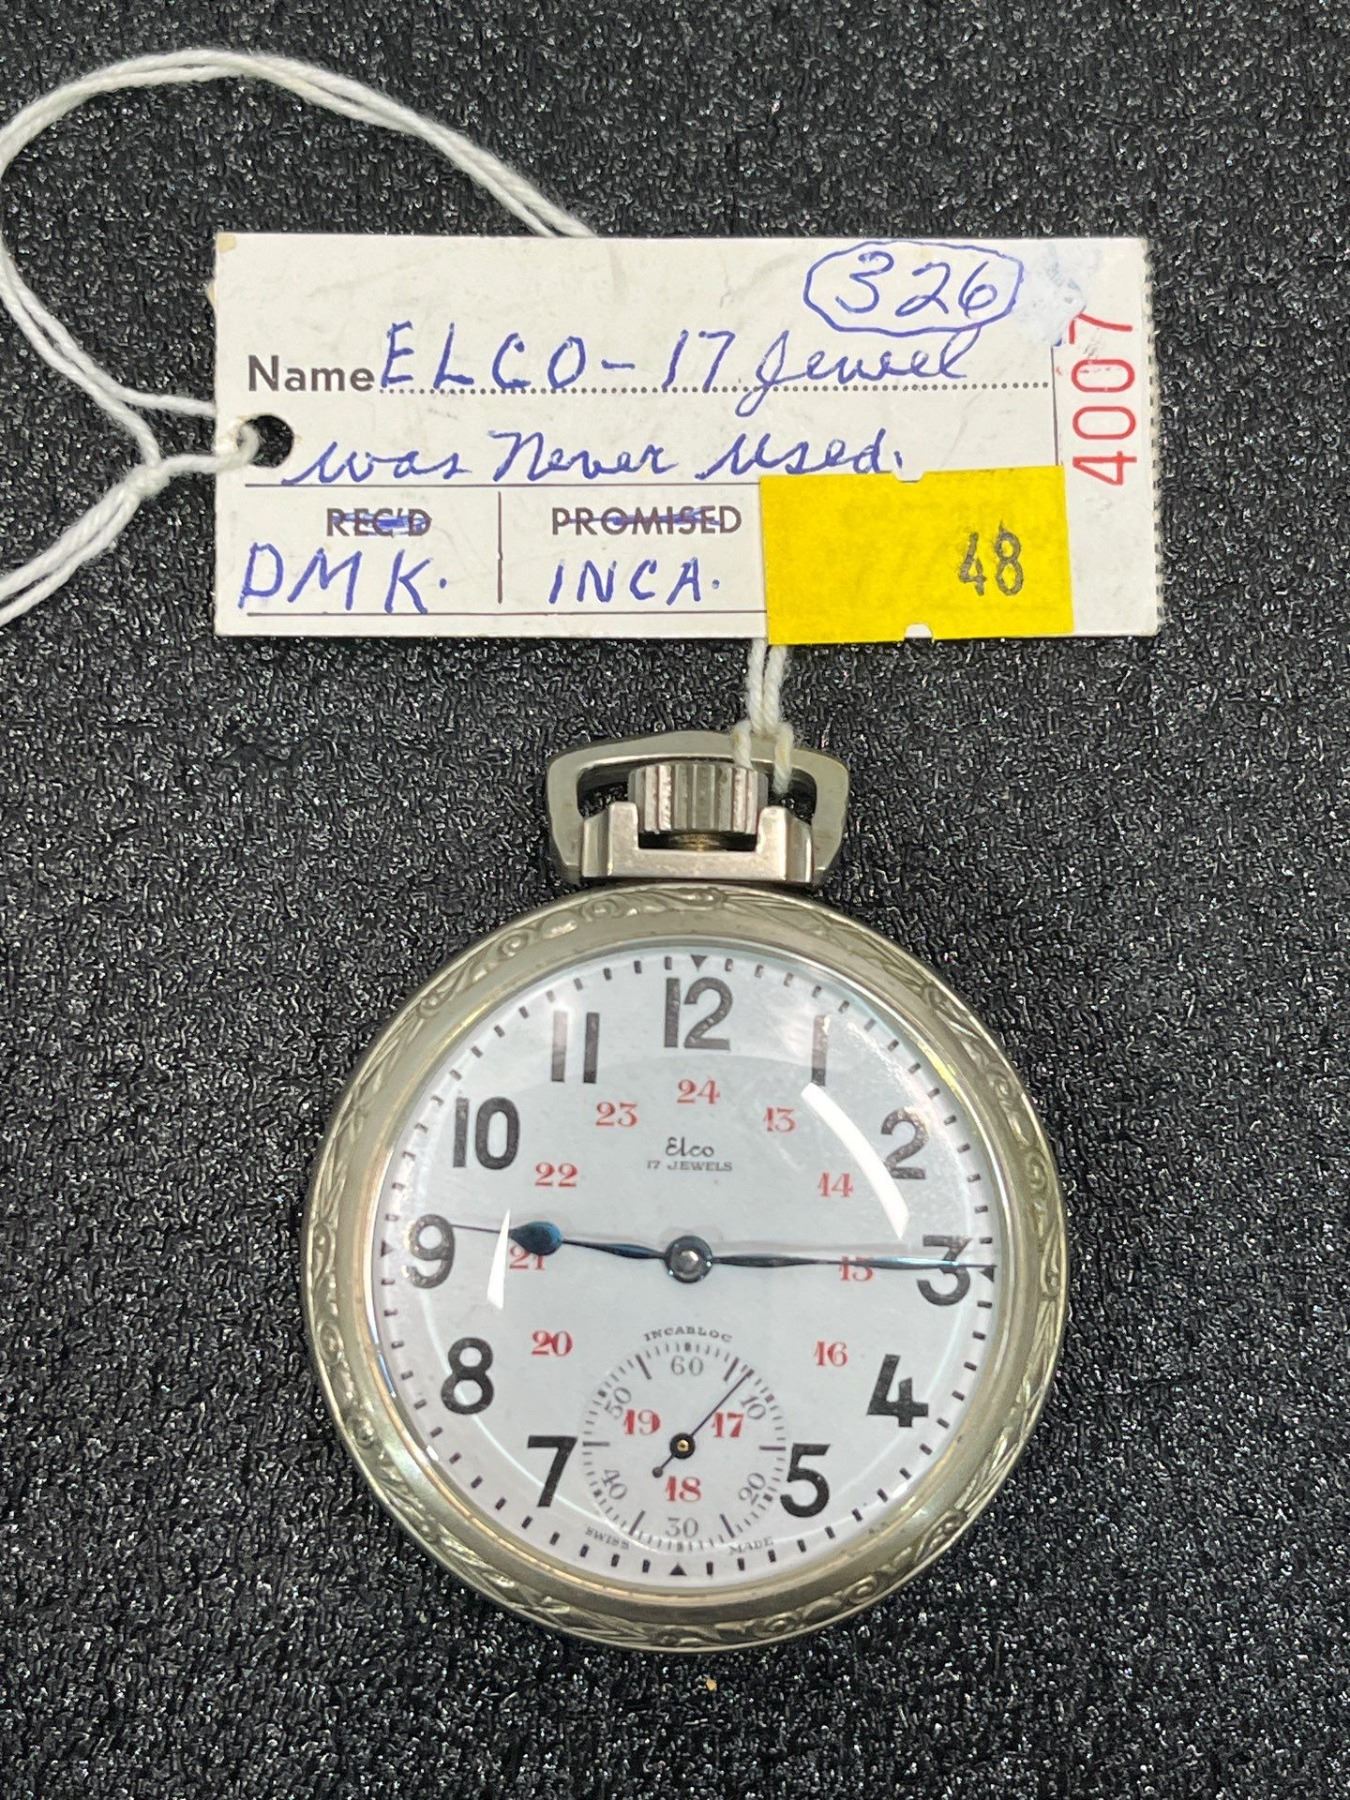 326
Name ELCO - 17 Jewel
was Never Used.
REC'D PROMISED
DMK. INCA.
48
4007
12
11 1
24
23 13
10 2
Elco
17 JEWELS
22 14
9 3
21 15
INCABLOC
20 16
60
8 4
50 10
19 17
7 5
40 20
18
30
SWISS MADE